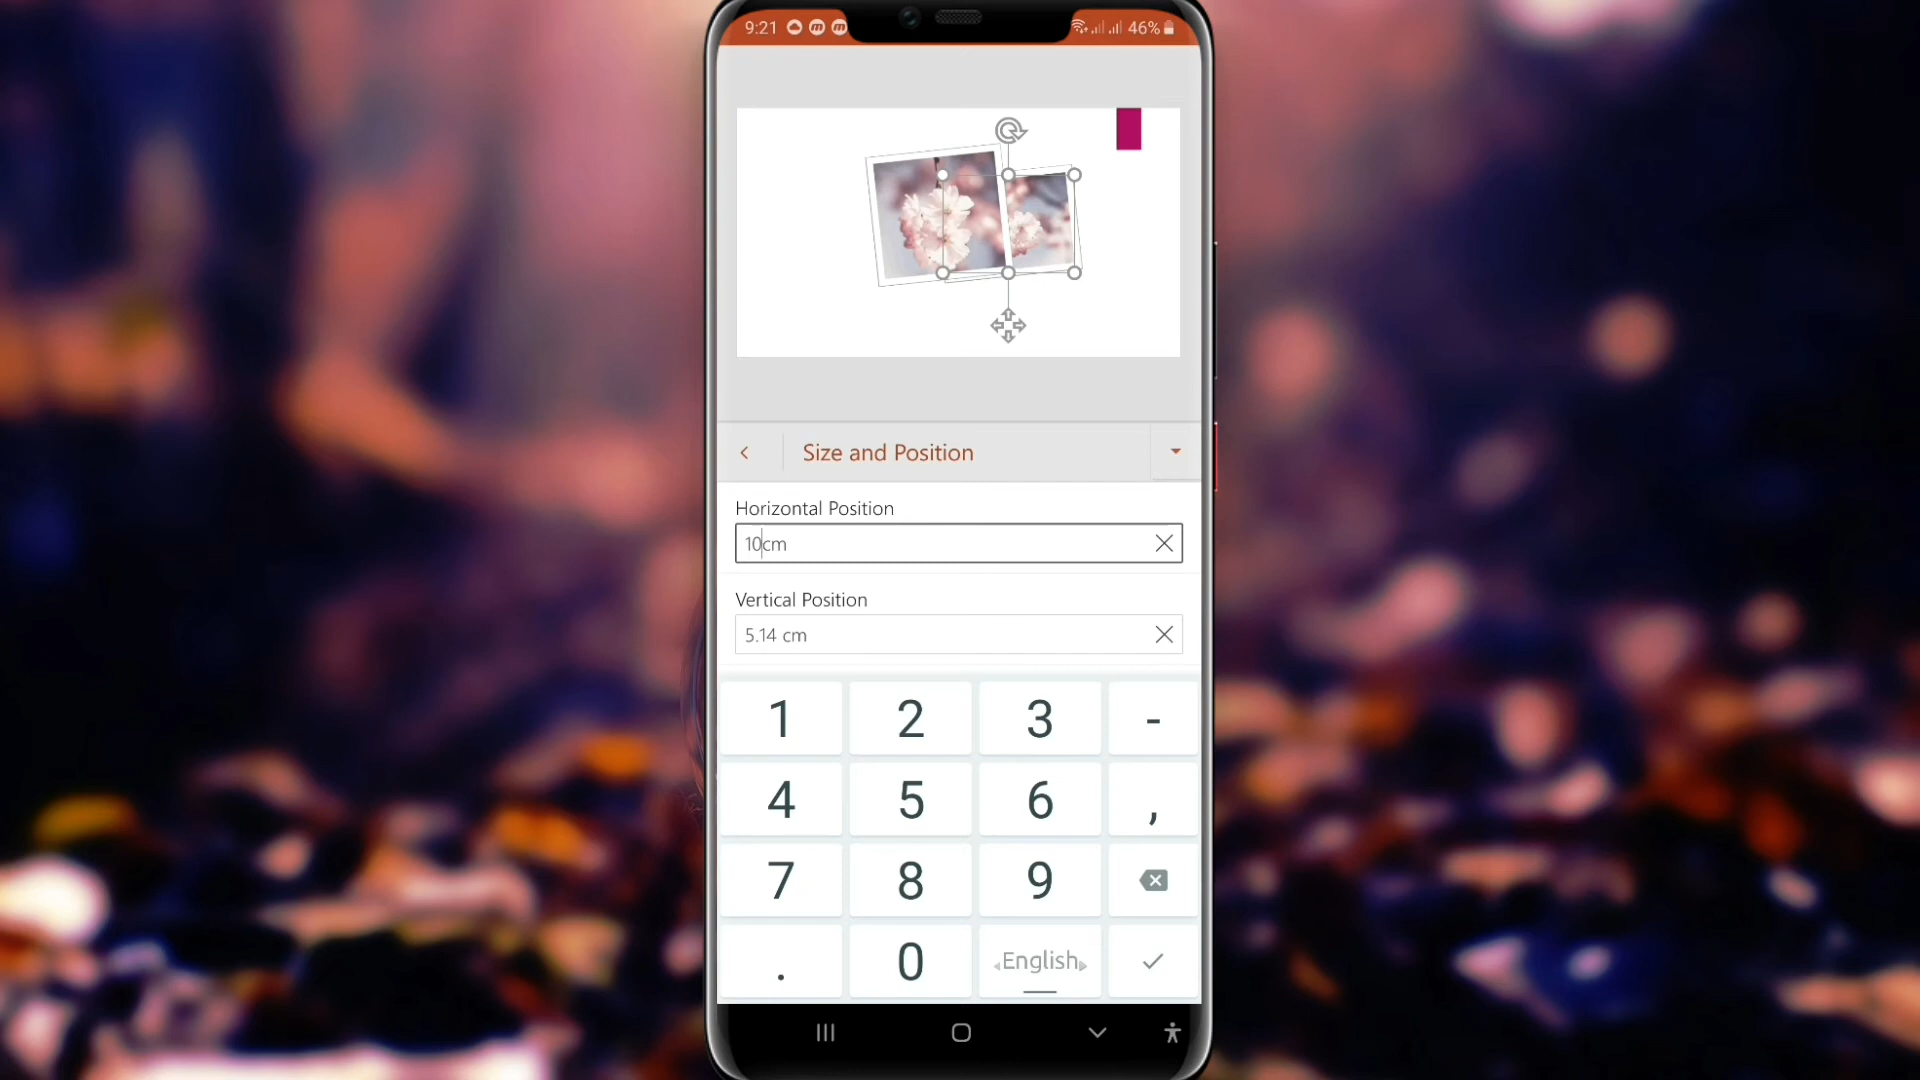 9:21
46%
Size and Position
Horizontal Position
10cm
Vertical Position
5.14 cm
1 2 3 -
4 5 6 ,
7 8 9
. 0 English